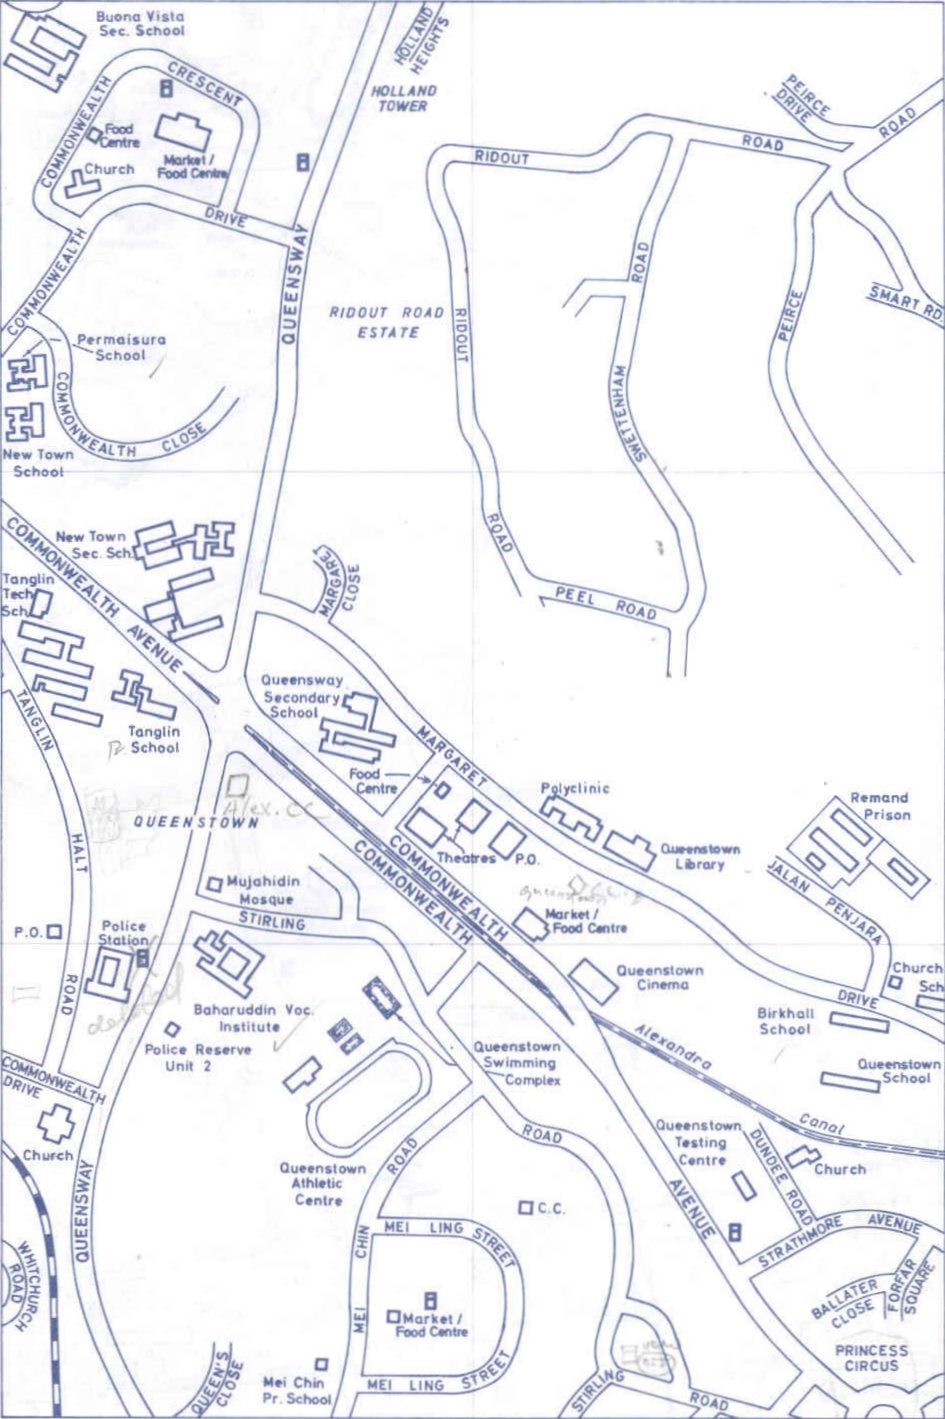 Buona Vista
Sec. School
HOLLAND
HEIGHTS
HOLLAND
TOWER
COMMONWEALTH
CRESCENT
Food
Centre
Market /
Food Centre
Church
DRIVE
COMMONWEALTH
QUEENSWAY
PEIRCE
DRIVE
ROAD
RIDOUT
ROAD
ROAD
SMART RD
PEIRCE
RIDOUT ROAD
ESTATE
RIDOUT
SWETTENHAM
ROAD
PEEL ROAD
Permaisura
School
COMMONWEALTH CLOSE
New Town
School
COMMONWEALTH AVENUE
New Town
Sec. Sch.
Tanglin
Tech
Sch.
MARGARE
CLOSE
Queensway
Secondary
School
TANGLIN
Tanglin
School
MARGARET
Food
Centre
Polyclinic
Remand
Prison
Alex. CC
QUEENSTOWN
HALT
Theatres
P.O.
Queenstown
Library
COMMONWEALTH
COMMONWEALTH
JALAN PENJARA
Mujahidin
Mosque
STIRLING
Market /
Food Centre
P.O.
Police
Station
Queenstown
Cinema
Church
Sch
ROAD
deleted
Baharuddin Voc.
Institute
DRIVE
Birkhall
School
Police Reserve
Unit 2
Alexandra
Canal
Queenstown
Swimming
Complex
Queenstown
School
COMMONWEALTH
DRIVE
Church
Queenstown
Testing
Centre
DUNDEE ROAD
Church
ROAD
Queenstown
Athletic
Centre
ROAD
QUEENSWAY
AVENUE
C.C.
MEI LING STREET
STRATHMORE AVENUE
MEI CHIN
WHITCHURCH
ROAD
BALLATER
CLOSE
FORFAR
SQUARE
Market /
Food Centre
PRINCESS
CIRCUS
QUEEN'S
CLOSE
Mei Chin
Pr. School
MEI LING STREET
STIRLING
ROAD